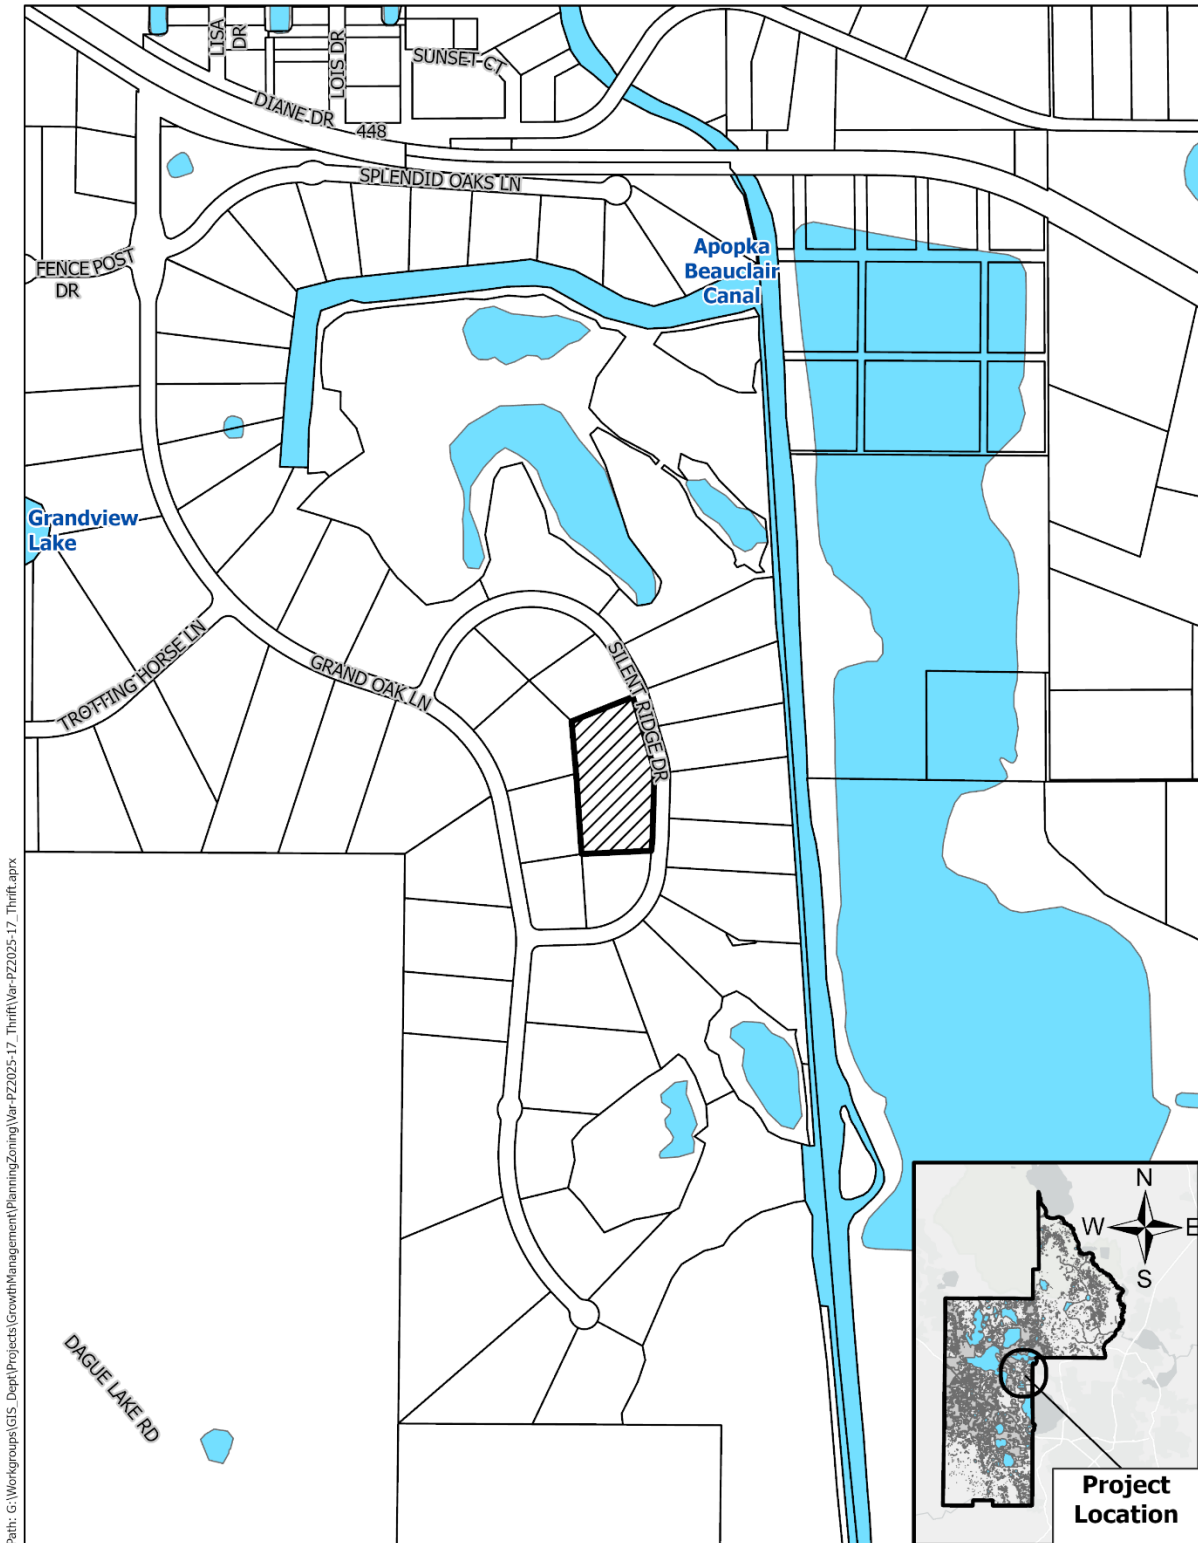 LISA
DR
LOIS DR
SUNSET CT
DIANE DR
448
SPLENDID OAKS LN
FENCE POST
DR
Apopka
Beauclair
Canal
Grandview
Lake
TROTTING HORSE LN
GRAND OAK LN
SILENT RIDGE DR
DAGUE LAKE RD
N
W
E
S
Project
Location
Path: G:\Workgroups\GIS_Dept\Projects\GrowthManagement\PlanningZoning\Var-PZ2025-17_Thrift\Var-PZ2025-17_Thrift.aprx